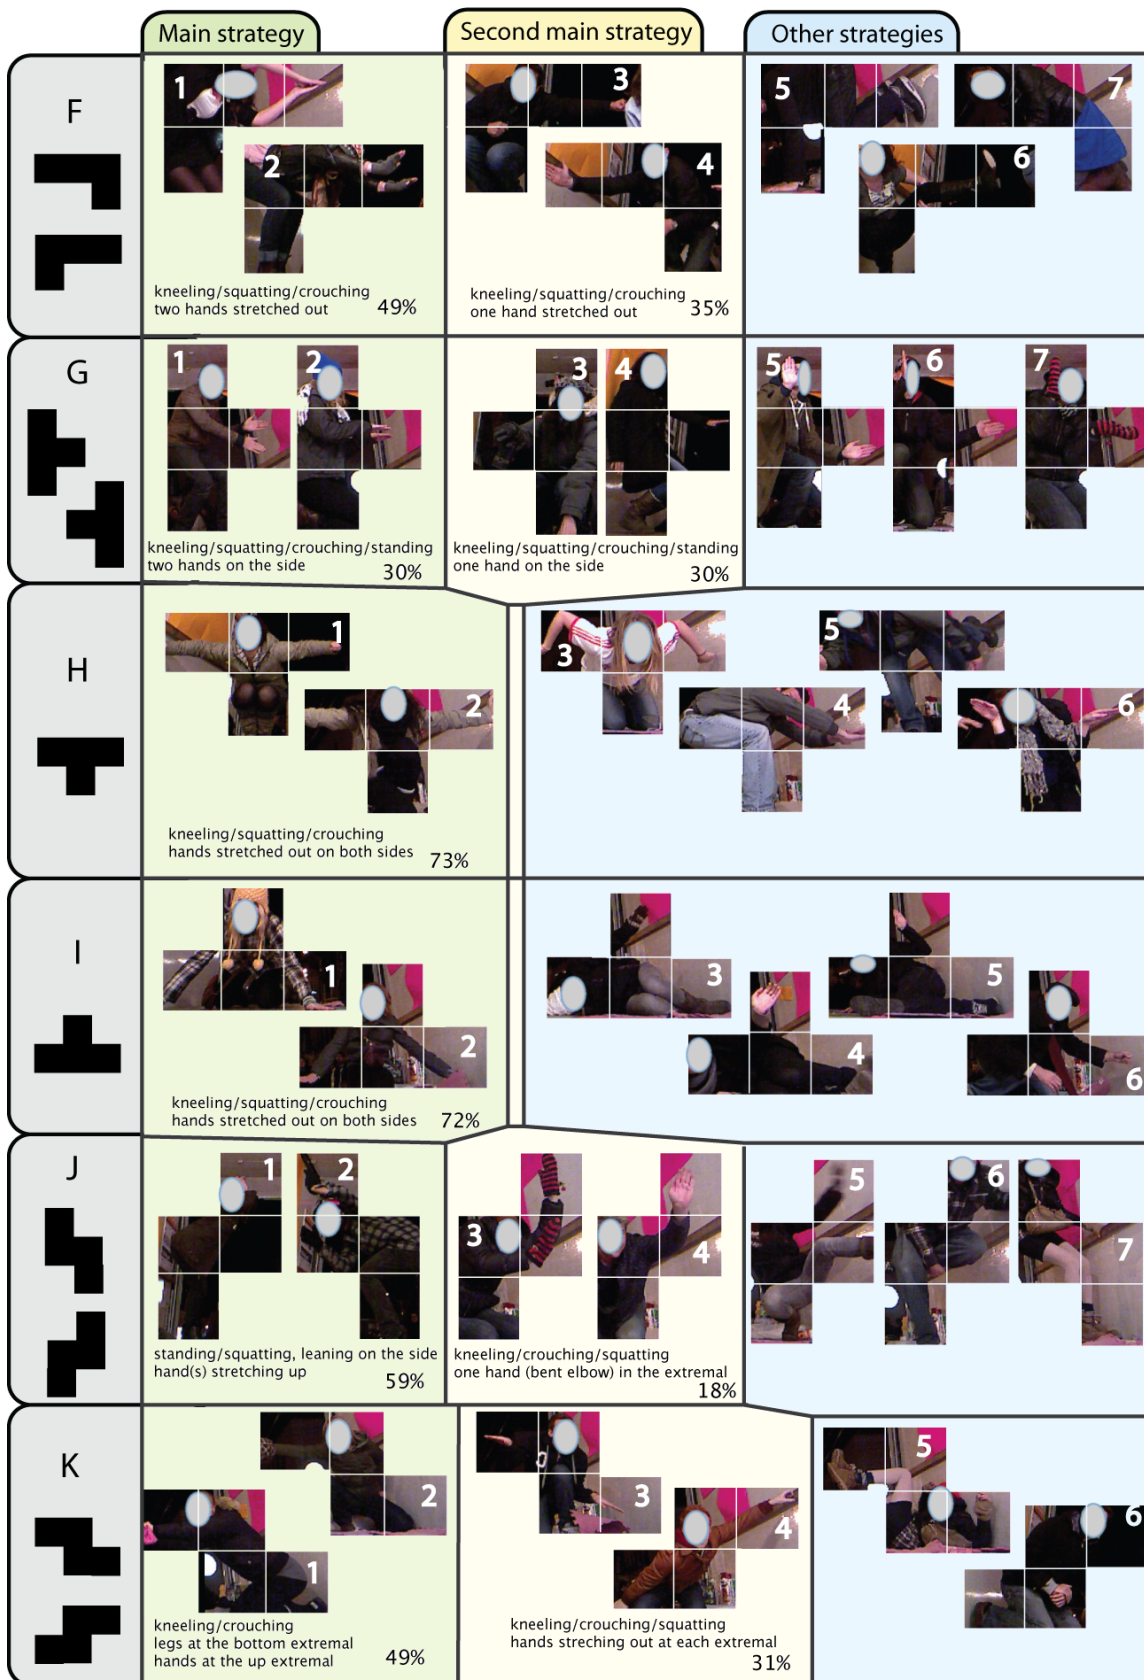 Main strategy
Second main strategy
Other strategies
F
1
2
3
4
5
6
7
kneeling/squatting/crouching
two hands stretched out
49%
kneeling/squatting/crouching
one hand stretched out
35%
G
1
2
3
4
5
6
7
kneeling/squatting/crouching/standing
two hands on the side
30%
kneeling/squatting/crouching/standing
one hand on the side
30%
H
1
2
3
4
5
6
kneeling/squatting/crouching
hands stretched out on both sides
73%
I
1
2
3
4
5
6
kneeling/squatting/crouching
hands stretched out on both sides
72%
J
1
2
3
4
5
6
7
standing/squatting, leaning on the side
hand(s) stretching up
59%
kneeling/crouching/squatting
one hand (bent elbow) in the extremal
18%
K
1
2
3
4
5
6
kneeling/crouching
legs at the bottom extremal
hands at the up extremal
49%
kneeling/crouching/squatting
hands streching out at each extremal
31%